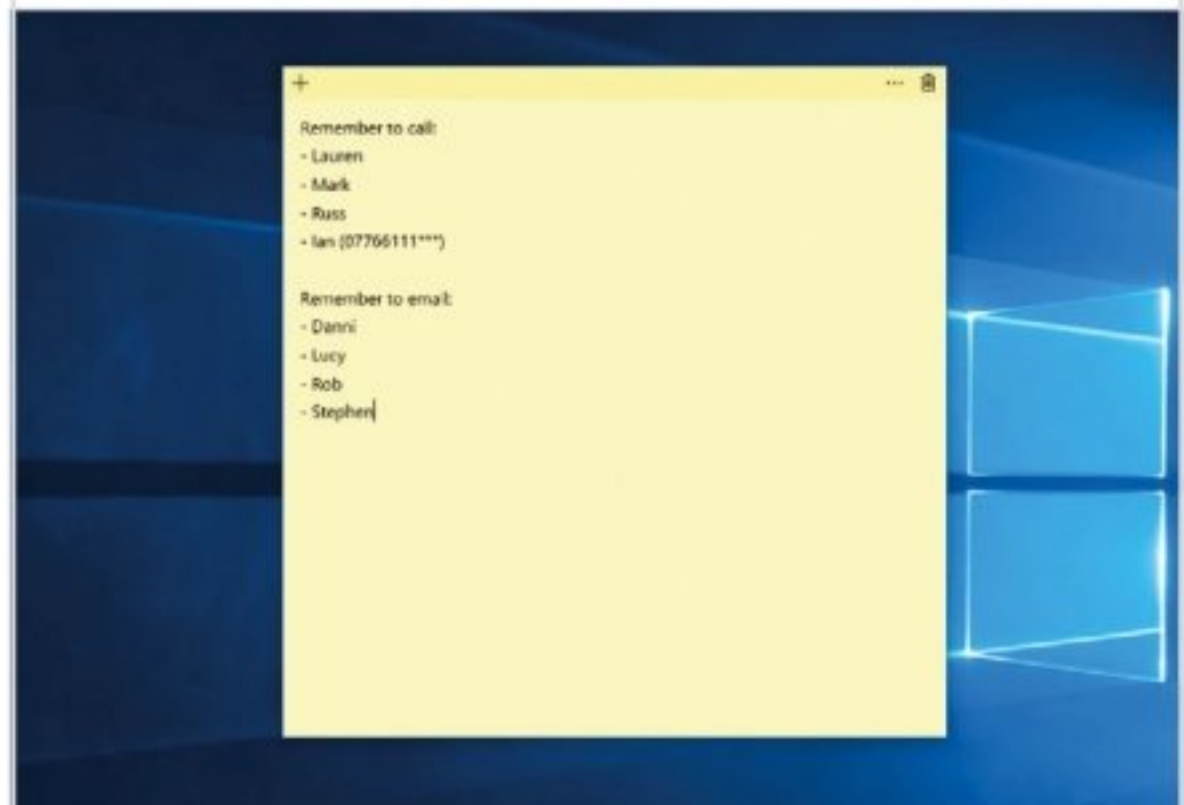 Remember to call:
- Lauren
- Mark
- Russ
- Ian (07766111***)
Remember to email:
- Danni
- Lucy
- Rob
- Stephen